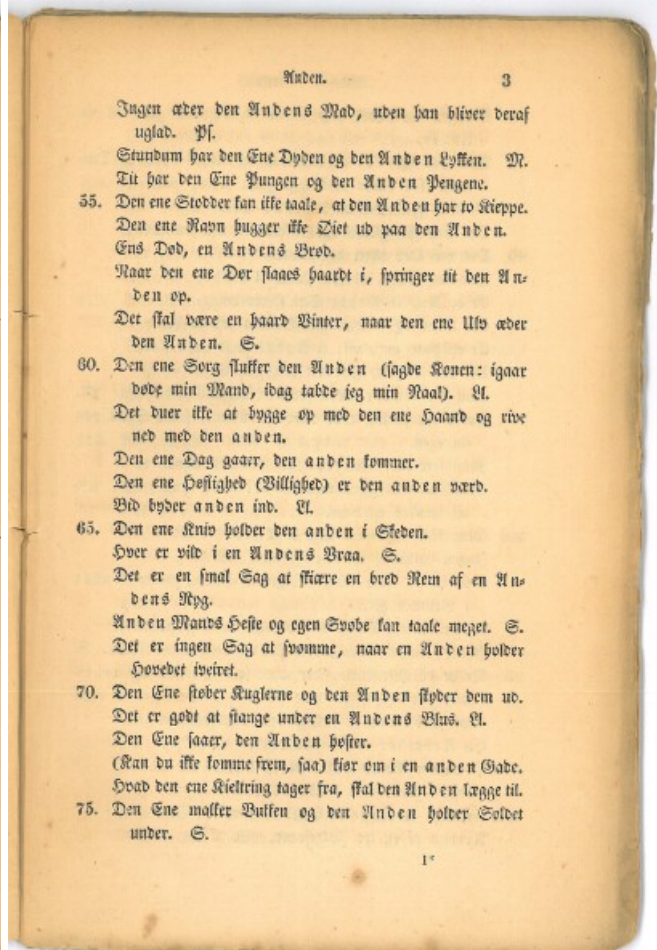 Anden. 3
Ingen æder den Andens Mad, uden han bliver deraf
uglad. Ps.
Stundum har den Ene Dyden og den Anden Lykken. M.
Tit har den Ene Pungen og den Anden Pengene.
55. Den ene Stodder kan ikke taale, at den Anden har to Kieppe.
Den ene Ravn hugger ikke Øiet ud paa den Anden.
Ens Død, en Andens Brød.
Naar den ene Dør slaaes haardt i, springer tit den An-
den op.
Det skal være en haard Vinter, naar den ene Ulv æder
den Anden. S.
60. Den ene Sorg slukker den Anden (sagde Konen: igaar
døde min Mand, idag tabde jeg min Naal). Ll.
Det duer ikke at bygge op med den ene Haand og rive
ned med den anden.
Den ene Dag gaaer, den anden kommer.
Den ene Høflighed (Villighed) er den anden værd.
Bid byder anden ind. Ll.
65. Den ene Kniv holder den anden i Skeden.
Hver er vild i en Andens Vraa. S.
Det er en smal Sag at skiære en bred Rem af en An-
dens Ryg.
Anden Mands Heste og egen Svøbe kan taale meget. S.
Det er ingen Sag at svømme, naar en Anden holder
Hovedet iveiret.
70. Den Ene støber Kuglerne og den Anden skyder dem ud.
Det er godt at stange under en Andens Blus. Ll.
Den Ene saaer, den Anden høster.
(Kan du ikke komme frem, saa) kiør om i en anden Gade.
Hvad den ene Kieltring tager fra, skal den Anden lægge til.
75. Den Ene malker Bukken og den Anden holder Soldet
under. S.
1*